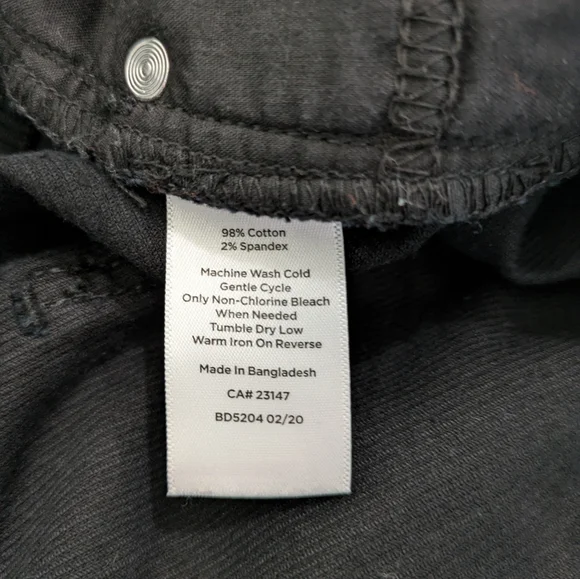 98% Cotton
2% Spandex
Machine Wash Cold
Gentle Cycle
Only Non-Chlorine Bleach
When Needed
Tumble Dry Low
Warm Iron On Reverse
Made In Bangladesh
CA# 23147
BD5204 02/20